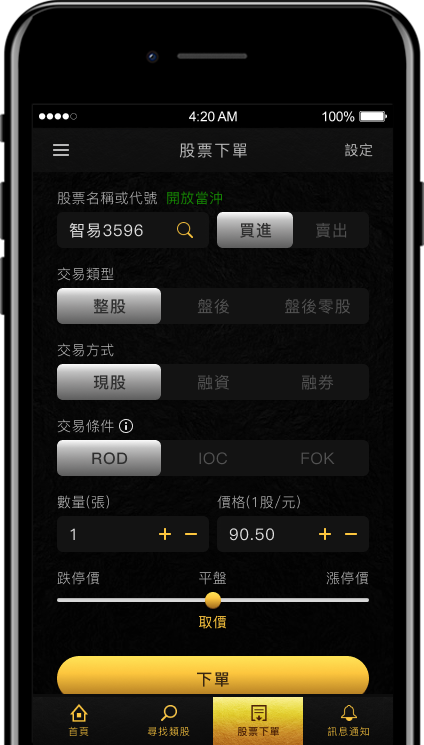 4:20 AM 100%
股票下單 設定
股票名稱或代號 開放當沖
智易3596 買進 賣出
交易類型
整股 盤後 盤後零股
交易方式
現股 融資 融券
交易條件
ROD IOC FOK
數量(張) 價格(1股/元)
1 + − 90.50 + −
跌停價 平盤 漲停價
取價
下單
首頁 尋找類股 股票下單 訊息通知